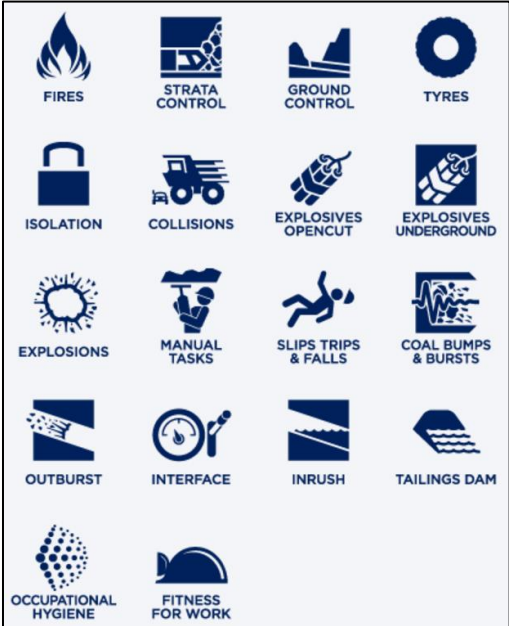 FIRES
STRATA
CONTROL
GROUND
CONTROL
TYRES
ISOLATION
COLLISIONS
EXPLOSIVES
OPENCUT
EXPLOSIVES
UNDERGROUND
EXPLOSIONS
MANUAL
TASKS
SLIPS TRIPS
& FALLS
COAL BUMPS
& BURSTS
OUTBURST
INTERFACE
INRUSH
TAILINGS DAM
OCCUPATIONAL
HYGIENE
FITNESS
FOR WORK